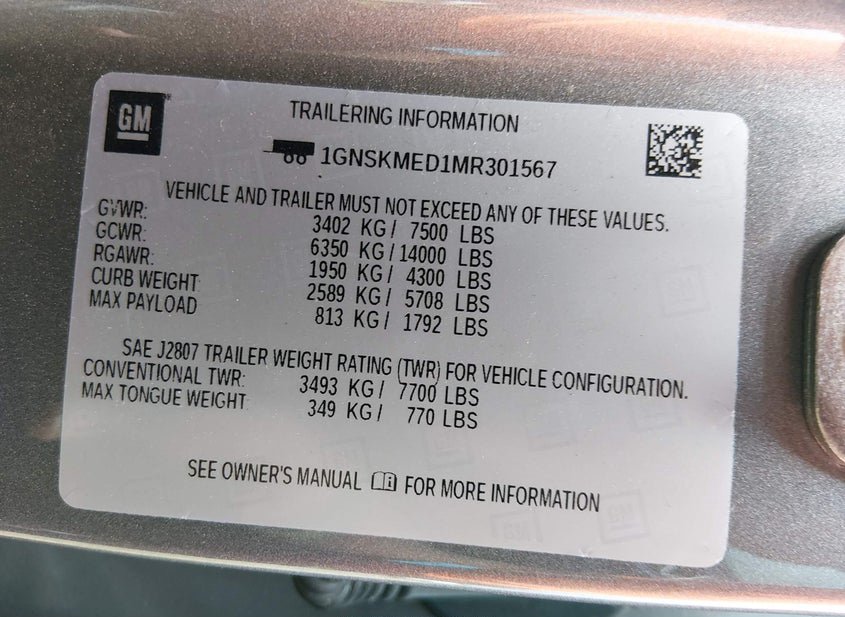 GM
TRAILERING INFORMATION
1GNSKMED1MR301567
VEHICLE AND TRAILER MUST NOT EXCEED ANY OF THESE VALUES.
GVWR: 3402 KG / 7500 LBS
GCWR: 6350 KG / 14000 LBS
RGAWR: 1950 KG / 4300 LBS
CURB WEIGHT: 2589 KG / 5708 LBS
MAX PAYLOAD 813 KG / 1792 LBS
SAE J2807 TRAILER WEIGHT RATING (TWR) FOR VEHICLE CONFIGURATION.
CONVENTIONAL TWR: 3493 KG / 7700 LBS
MAX TONGUE WEIGHT: 349 KG / 770 LBS
SEE OWNER'S MANUAL FOR MORE INFORMATION